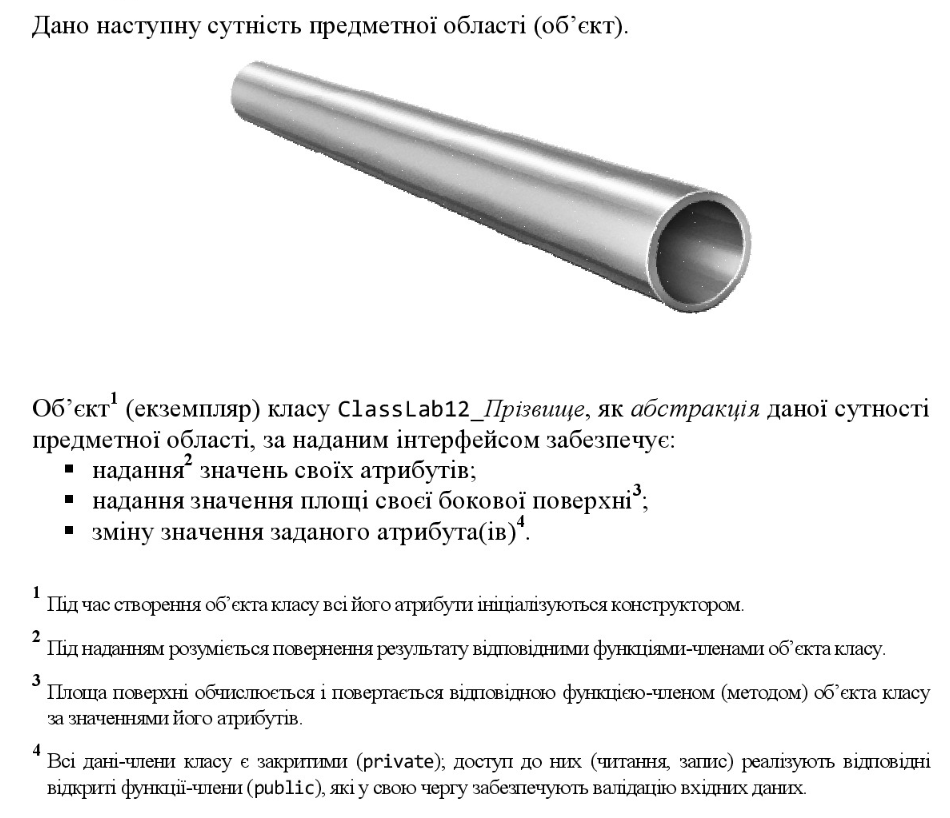 Дано наступну сутність предметної області (об’єкт).
Об’єкт¹ (екземпляр) класу ClassLab12_Прізвище, як абстракція даної сутності
предметної області, за наданим інтерфейсом забезпечує:
▪ надання² значень своїх атрибутів;
▪ надання значення площі своєї бокової поверхні³;
▪ зміну значення заданого атрибута(ів)⁴.
¹ Під час створення об’єкта класу всі його атрибути ініціалізуються конструктором.
² Під наданням розуміється повернення результату відповідними функціями-членами об’єкта класу.
³ Площа поверхні обчислюється і повертається відповідною функцією-членом (методом) об’єкта класу
за значеннями його атрибутів.
⁴ Всі дані-члени класу є закритими (private); доступ до них (читання, запис) реалізують відповідні
відкриті функції-члени (public), які у свою чергу забезпечують валідацію вхідних даних.